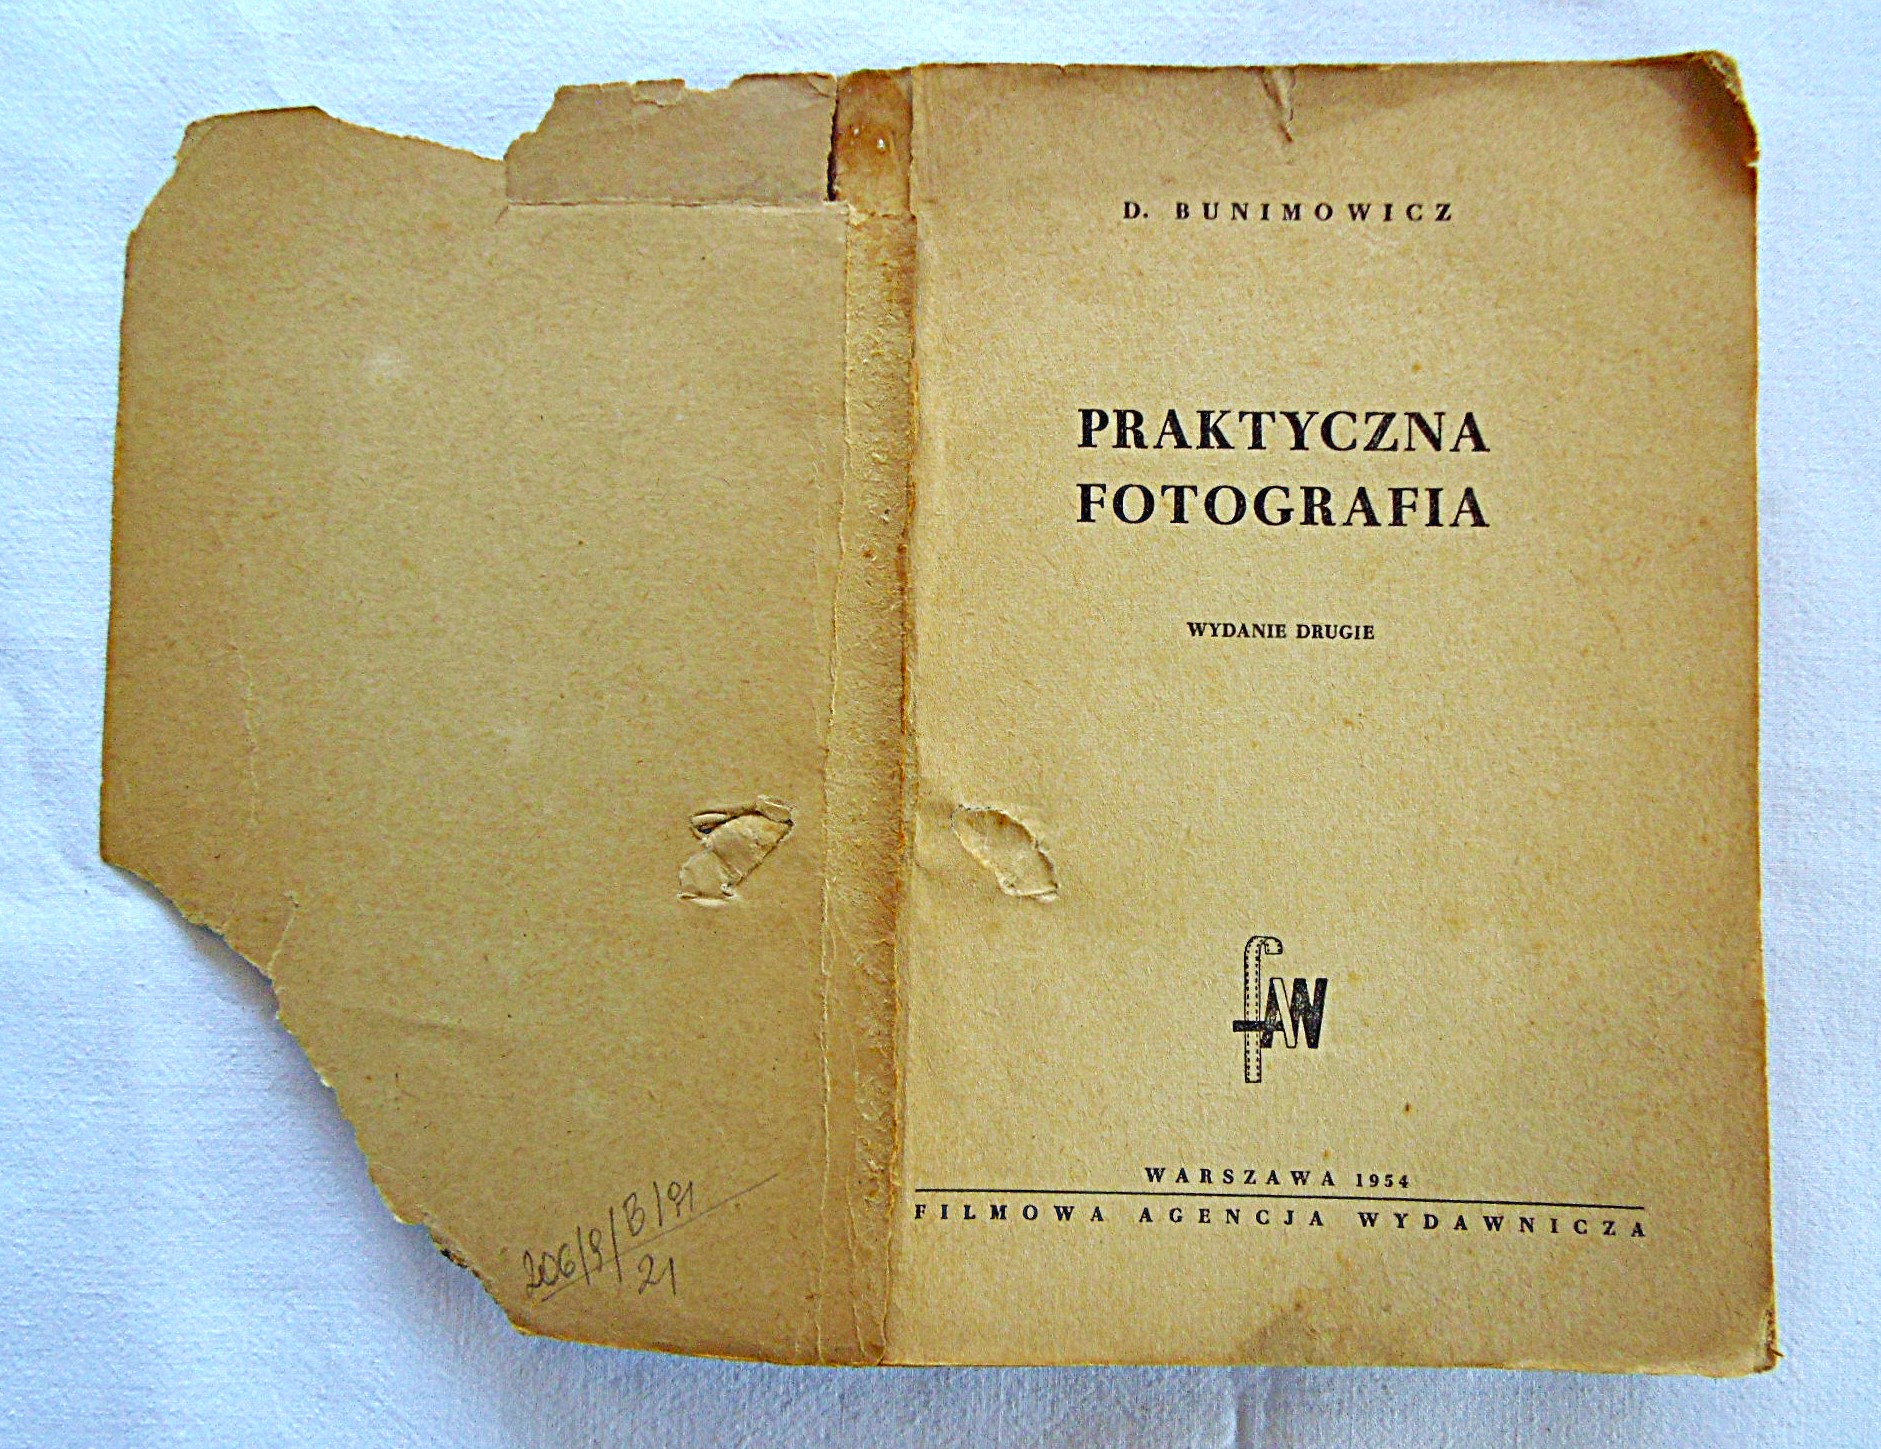 206/9/B/91
21
D. BUNIMOWICZ
PRAKTYCZNA
FOTOGRAFIA
WYDANIE DRUGIE
fAW
WARSZAWA 1954
FILMOWA AGENCJA WYDAWNICZA